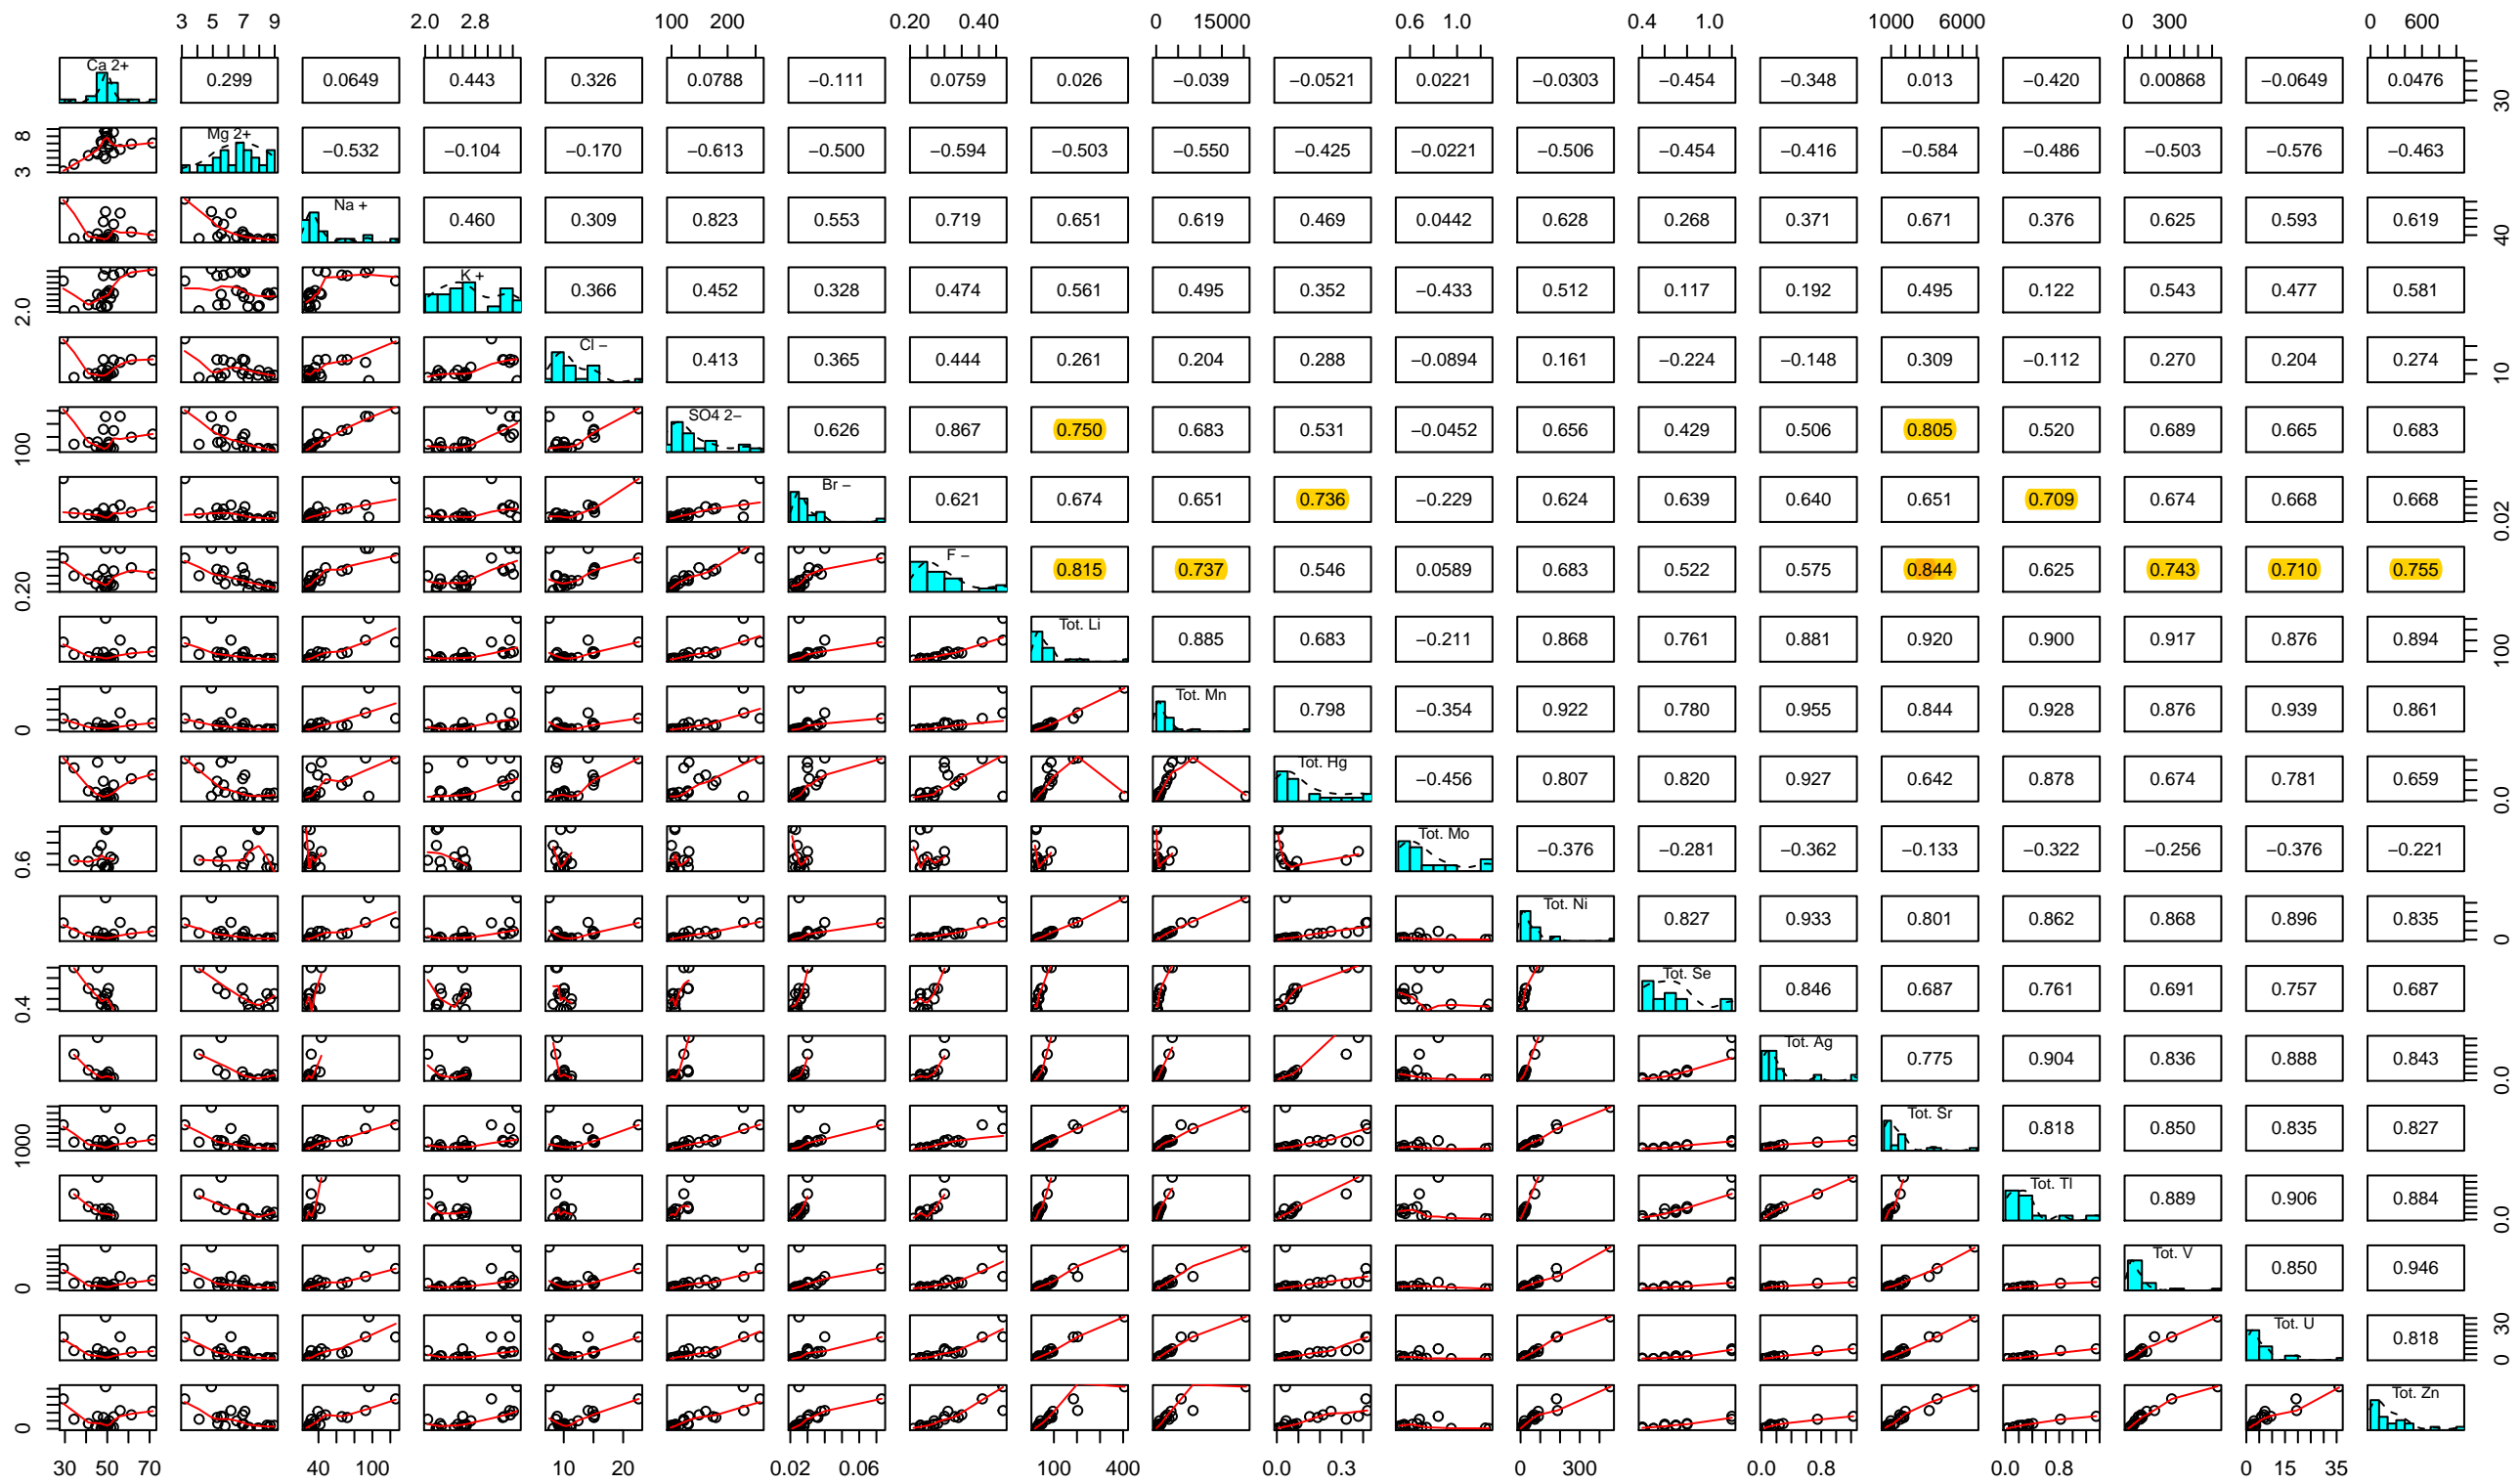 3 5 7 9 2.0 2.8 100 0.20 0.40 0 15000 0.6 1.0 0.4 1.0 1000 6000 0 300 0 600
Ca 2+ 0.299 0.0649 0.443 0.326 0.0788 −0.111 0.0759 0.026 −0.039 −0.0521 0.0221 −0.0303 −0.454 −0.348 0.013 −0.420 0.00868 −0.0649 0.0476 30
3 8 Mg 2+ −0.532 −0.104 −0.170 −0.613 −0.500 −0.594 −0.503 −0.550 −0.425 −0.0221 −0.506 −0.454 −0.416 −0.584 −0.486 −0.503 −0.576 −0.463
Na + 0.460 0.309 0.823 0.553 0.719 0.651 0.619 0.469 0.0442 0.628 0.268 0.371 0.671 0.376 0.625 0.593 0.619 40
2.0 K + 0.366 0.452 0.328 0.474 0.561 0.495 0.352 −0.433 0.512 0.117 0.192 0.495 0.122 0.543 0.477 0.581
Cl − 0.413 0.365 0.444 0.261 0.204 0.288 −0.0894 0.161 −0.224 −0.148 0.309 −0.112 0.270 0.204 0.274 10
100 SO4 2− 0.626 0.867 0.750 0.683 0.531 −0.0452 0.656 0.429 0.506 0.805 0.520 0.689 0.665 0.683
Br − 0.621 0.674 0.651 0.736 −0.229 0.624 0.639 0.640 0.651 0.709 0.674 0.668 0.668 0.02
0.20 F − 0.815 0.737 0.546 0.0589 0.683 0.522 0.575 0.844 0.625 0.743 0.710 0.755
Tot. Li 0.885 0.683 −0.211 0.868 0.761 0.881 0.920 0.900 0.917 0.876 0.894 100
0 Tot. Mn 0.798 −0.354 0.922 0.780 0.955 0.844 0.928 0.876 0.939 0.861
Tot. Hg −0.456 0.807 0.820 0.927 0.642 0.878 0.674 0.781 0.659 0.0
0.6 Tot. Mo −0.376 −0.281 −0.362 −0.133 −0.322 −0.256 −0.376 −0.221
Tot. Ni 0.827 0.933 0.801 0.862 0.868 0.896 0.835 0
0.4 Tot. Se 0.846 0.687 0.761 0.691 0.757 0.687
Tot. Ag 0.775 0.904 0.836 0.888 0.843 0.0
1000 Tot. Sr 0.818 0.850 0.835 0.827
Tot. Tl 0.889 0.906 0.884 0.0
0 Tot. V 0.850 0.946
Tot. U 0.818 0 30
0 Tot. Zn
30 50 70 40 100 10 20 0.02 0.06 100 400 0.0 0.3 0 300 0.0 0.8 0.0 0.8 0 15 35